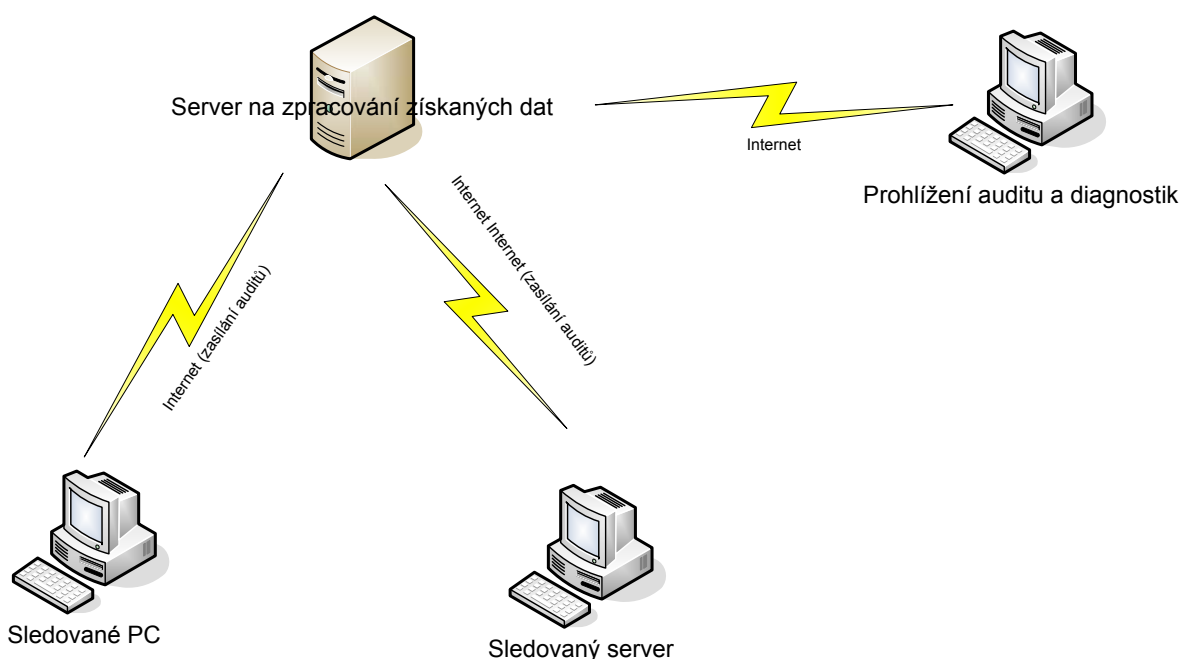 Server na zpracování získaných dat
Internet
Prohlížení auditu a diagnostik
Internet (zasílání auditů)
Internet Internet (zasílání auditů)
Sledované PC
Sledovaný server